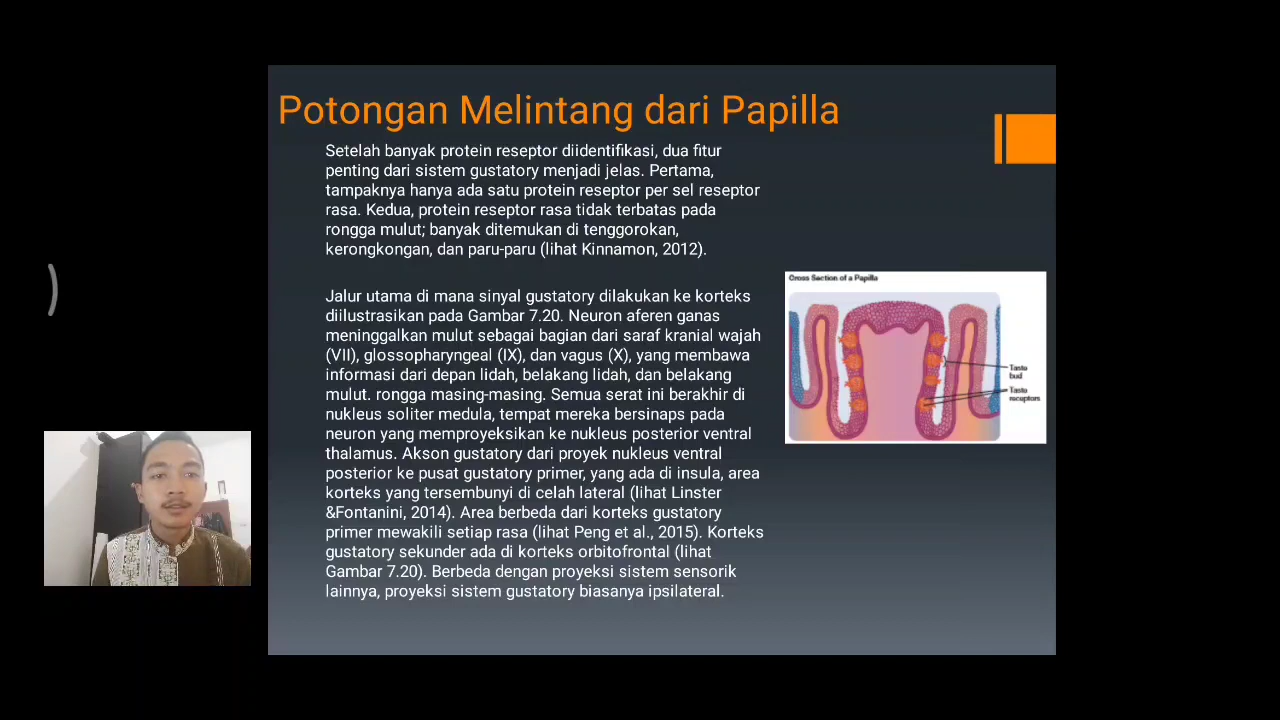 Potongan Melintang dari Papilla
Setelah banyak protein reseptor diidentifikasi, dua fitur
penting dari sistem gustatory menjadi jelas. Pertama,
tampaknya hanya ada satu protein reseptor per sel reseptor
rasa. Kedua, protein reseptor rasa tidak terbatas pada
rongga mulut; banyak ditemukan di tenggorokan,
kerongkongan, dan paru-paru (lihat Kinnamon, 2012).
Jalur utama di mana sinyal gustatory dilakukan ke korteks
diilustrasikan pada Gambar 7.20. Neuron aferen ganas
meninggalkan mulut sebagai bagian dari saraf kranial wajah
(VII), glossopharyngeal (IX), dan vagus (X), yang membawa
informasi dari depan lidah, belakang lidah, dan belakang
mulut. rongga masing-masing. Semua serat ini berakhir di
nukleus soliter medula, tempat mereka bersinaps pada
neuron yang memproyeksikan ke nukleus posterior ventral
thalamus. Akson gustatory dari proyek nukleus ventral
posterior ke pusat gustatory primer, yang ada di insula, area
korteks yang tersembunyi di celah lateral (lihat Linster
&Fontanini, 2014). Area berbeda dari korteks gustatory
primer mewakili setiap rasa (lihat Peng et al., 2015). Korteks
gustatory sekunder ada di korteks orbitofrontal (lihat
Gambar 7.20). Berbeda dengan proyeksi sistem sensorik
lainnya, proyeksi sistem gustatory biasanya ipsilateral.
Cross Section of a Papilla
Taste
bud
Taste
receptors